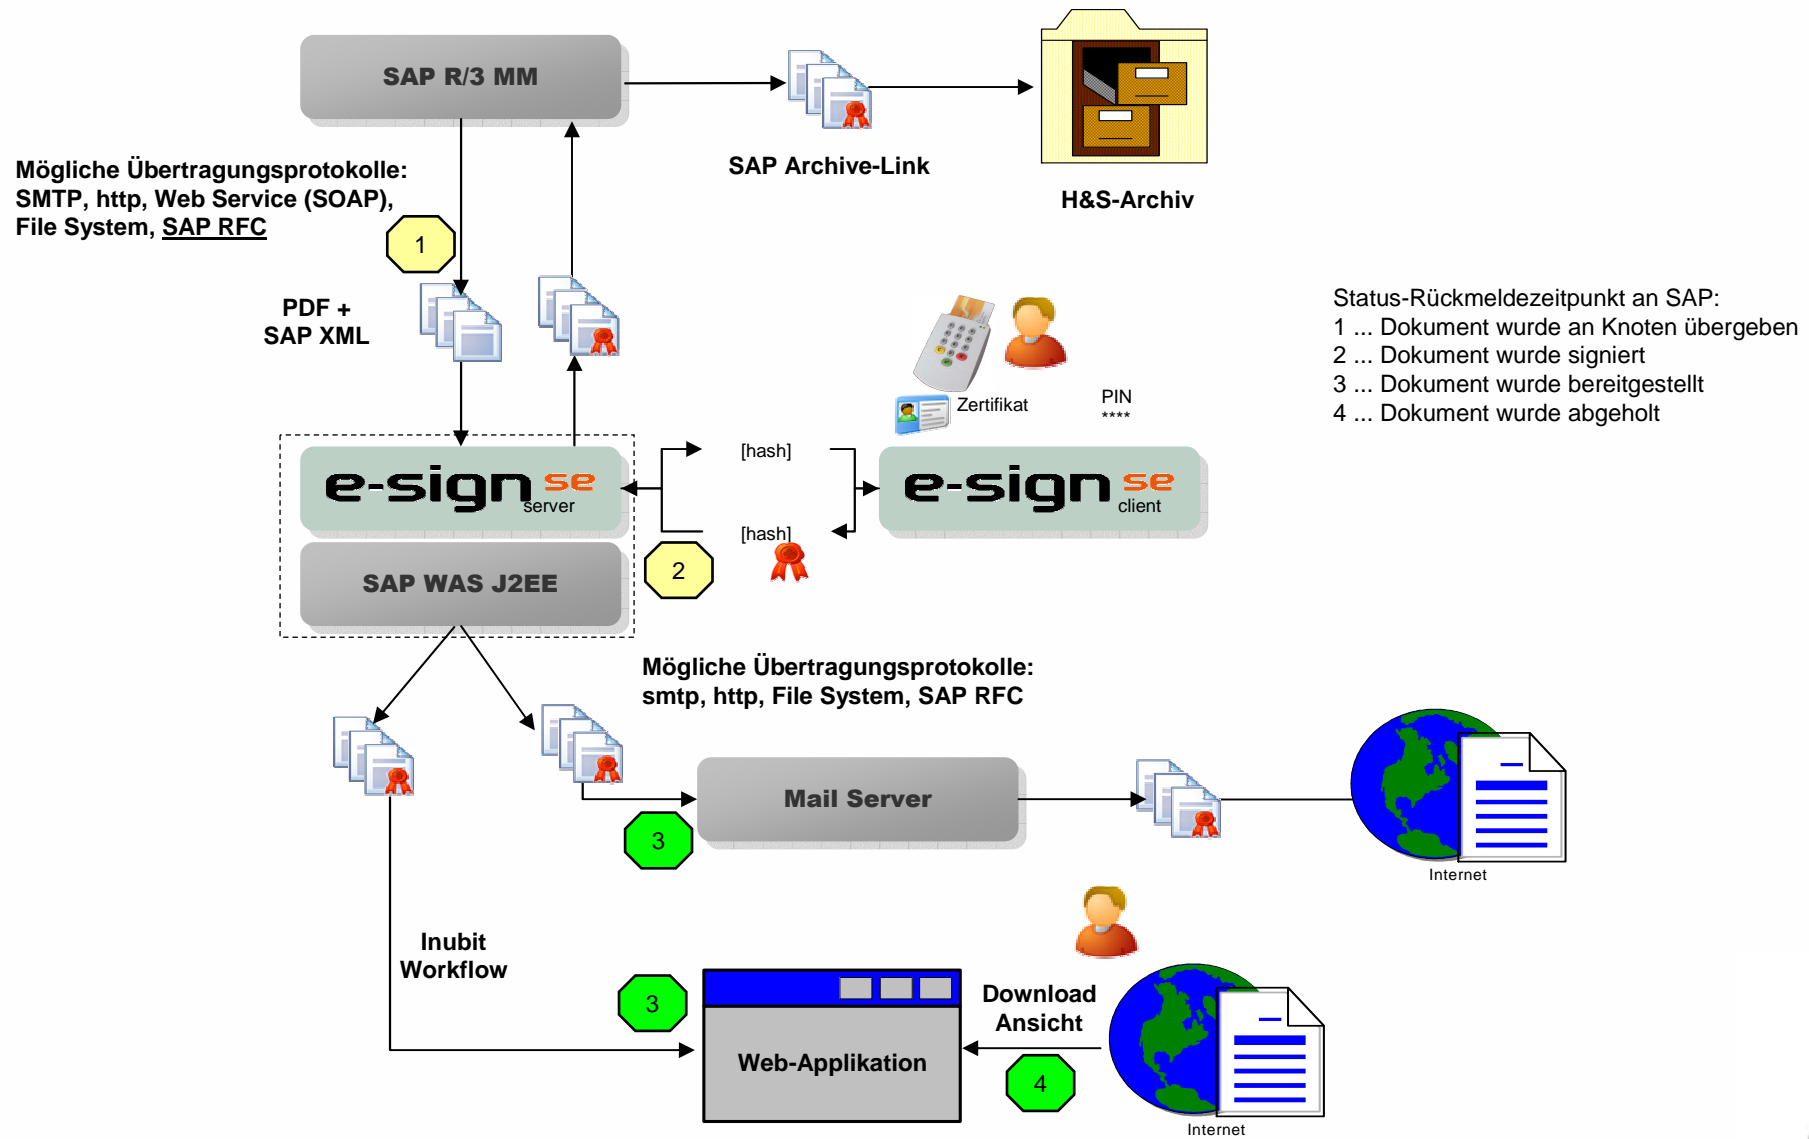 SAP R/3 MM
Mögliche Übertragungsprotokolle:
SMTP, http, Web Service (SOAP),
File System, SAP RFC
1
SAP Archive-Link
H&S-Archiv
PDF +
SAP XML
Status-Rückmeldezeitpunkt an SAP:
1 ... Dokument wurde an Knoten übergeben
2 ... Dokument wurde signiert
3 ... Dokument wurde bereitgestellt
4 ... Dokument wurde abgeholt
Zertifikat
PIN
****
e-sign se
server
[hash]
[hash]
e-sign se
client
2
SAP WAS J2EE
Mögliche Übertragungsprotokolle:
smtp, http, File System, SAP RFC
Mail Server
3
Internet
Inubit
Workflow
3
Web-Applikation
Download
Ansicht
4
Internet